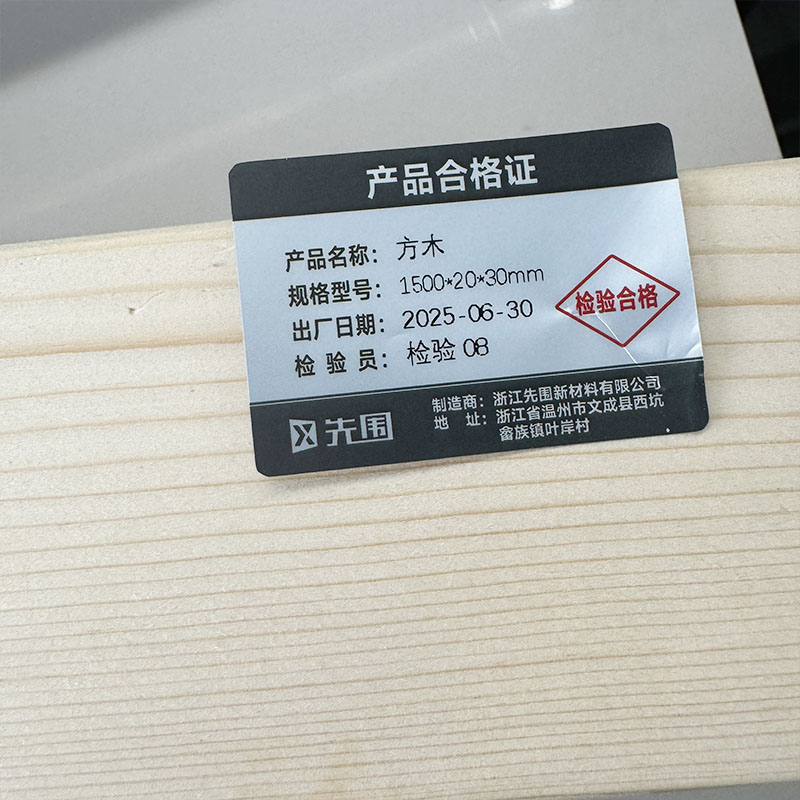 产品合格证
产品名称：方木
规格型号：1500*20*30mm
出厂日期：2025-06-30
检 验 员：检验 08
检验合格
先围
制造商：浙江先围新材料有限公司
地 址：浙江省温州市文成县西坑
畲族镇叶岸村